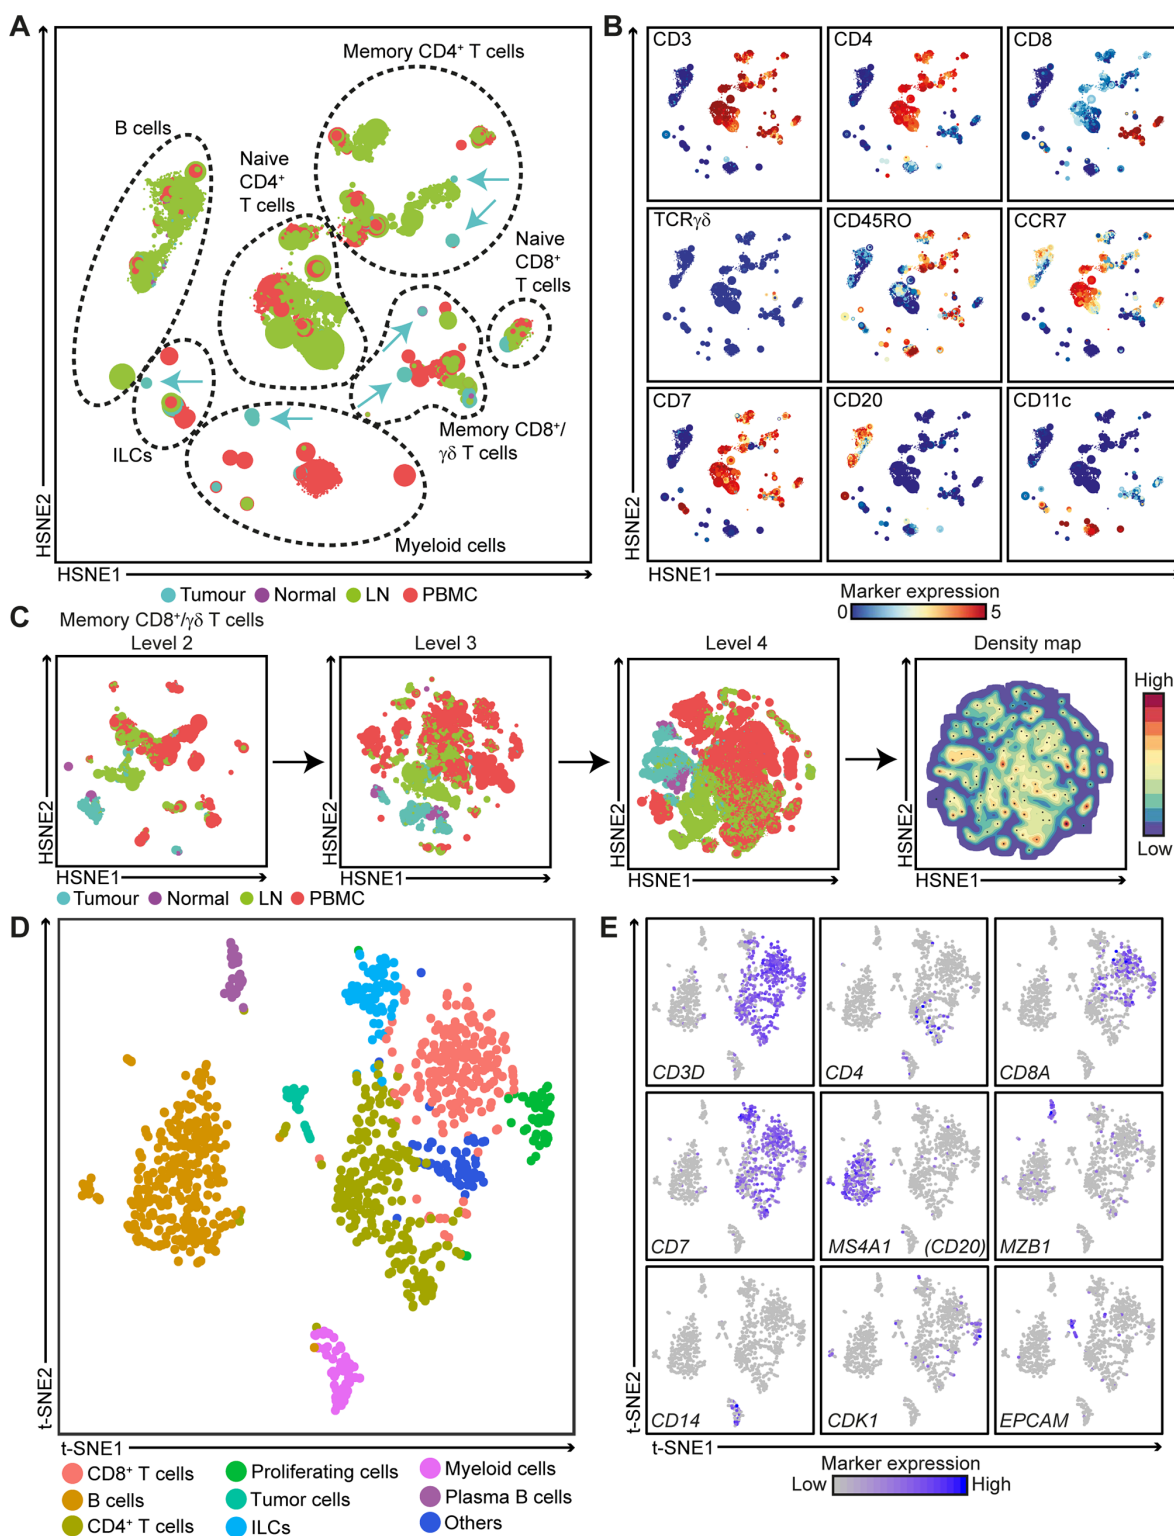 A
Memory CD4⁺ T cells
B cells
Naive
CD4⁺
T cells
Naive
CD8⁺
T cells
ILCs
Memory CD8⁺/
γδ T cells
Myeloid cells
HSNE2
HSNE1
Tumour Normal LN PBMC
B
CD3 CD4 CD8
TCRγδ CD45RO CCR7
CD7 CD20 CD11c
HSNE2
HSNE1
Marker expression
0 5
C
Memory CD8⁺/γδ T cells
Level 2 Level 3 Level 4 Density map
HSNE2 HSNE2 HSNE2 HSNE2
HSNE1 HSNE1 HSNE1 HSNE1
High
Low
Tumour Normal LN PBMC
D
t-SNE2
t-SNE1
CD8⁺ T cells Proliferating cells Myeloid cells
B cells Tumor cells Plasma B cells
CD4⁺ T cells ILCs Others
E
CD3D CD4 CD8A
CD7 MS4A1 (CD20) MZB1
CD14 CDK1 EPCAM
t-SNE2
t-SNE1
Marker expression
Low High